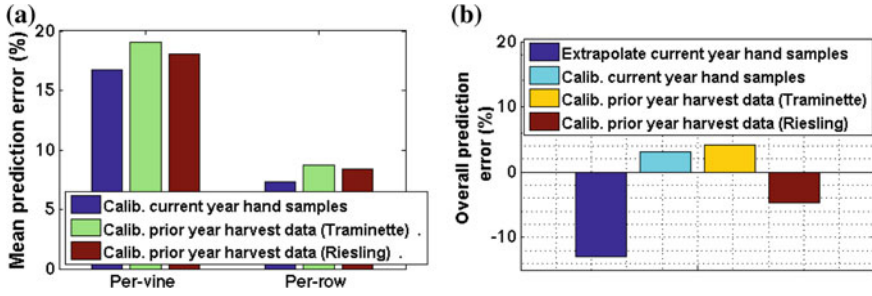 (a)
20
15
10
5
0
Mean prediction error (%)
Calib. current year hand samples
Calib. prior year harvest data (Traminette) .
Calib. prior year harvest data (Riesling) .
Per-vine
Per-row
(b)
20
10
0
-10
Overall prediction
error (%)
Extrapolate current year hand samples
Calib. current year hand samples
Calib. prior year harvest data (Traminette)
Calib. prior year harvest data (Riesling)